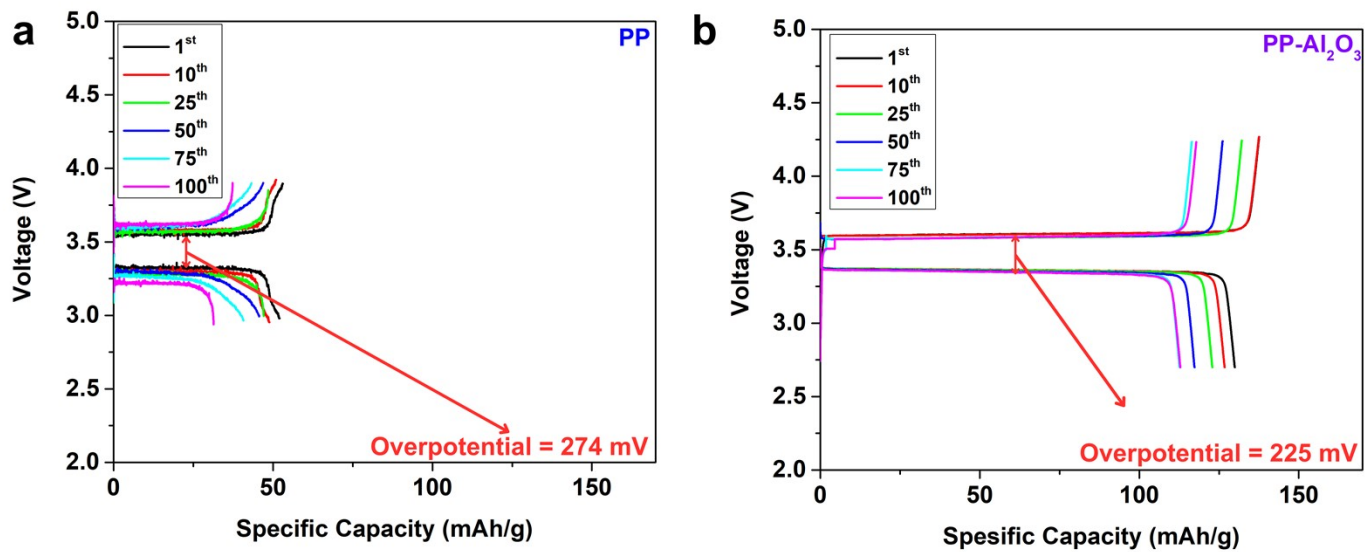 a
PP
1st
10th
25th
50th
75th
100th
5.0
4.5
4.0
3.5
3.0
2.5
2.0
Voltage (V)
Overpotential = 274 mV
0 50 100 150
Specific Capacity (mAh/g)
b
PP-Al2O3
1st
10th
25th
50th
75th
100th
5.0
4.5
4.0
3.5
3.0
2.5
2.0
Voltage (V)
Overpotential = 225 mV
0 50 100 150
Spesific Capacity (mAh/g)